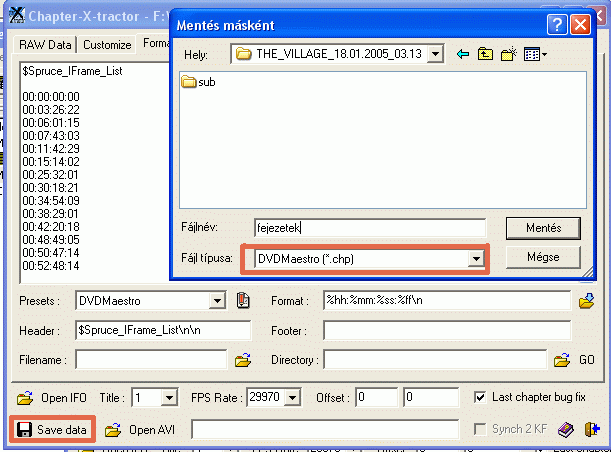 Chapter-X-tractor - F:\
RAW Data
Customize
Forma
$Spruce_IFrame_List
00:00:00:00
00:03:26:22
00:06:01:15
00:07:43:03
00:11:42:29
00:15:14:02
00:25:32:01
00:30:18:21
00:34:54:09
00:38:29:01
00:42:20:18
00:48:49:05
00:50:47:14
00:52:48:14
Mentés másként
Hely:
THE_VILLAGE_18.01.2005_03.13
sub
Fájlnév:
fejezetek
Mentés
Fájl típusa:
DVDMaestro (*.chp)
Mégse
Presets :
DVDMaestro
Format :
%hh:%mm:%ss:%ff\n
Header :
$Spruce_IFrame_List\n\n
Footer :
Filename :
Directory :
GO
Open IFO
Title :
1
FPS Rate :
29970
Offset :
0
0
Last chapter bug fix
Save data
Open AVI
Synch 2 KF